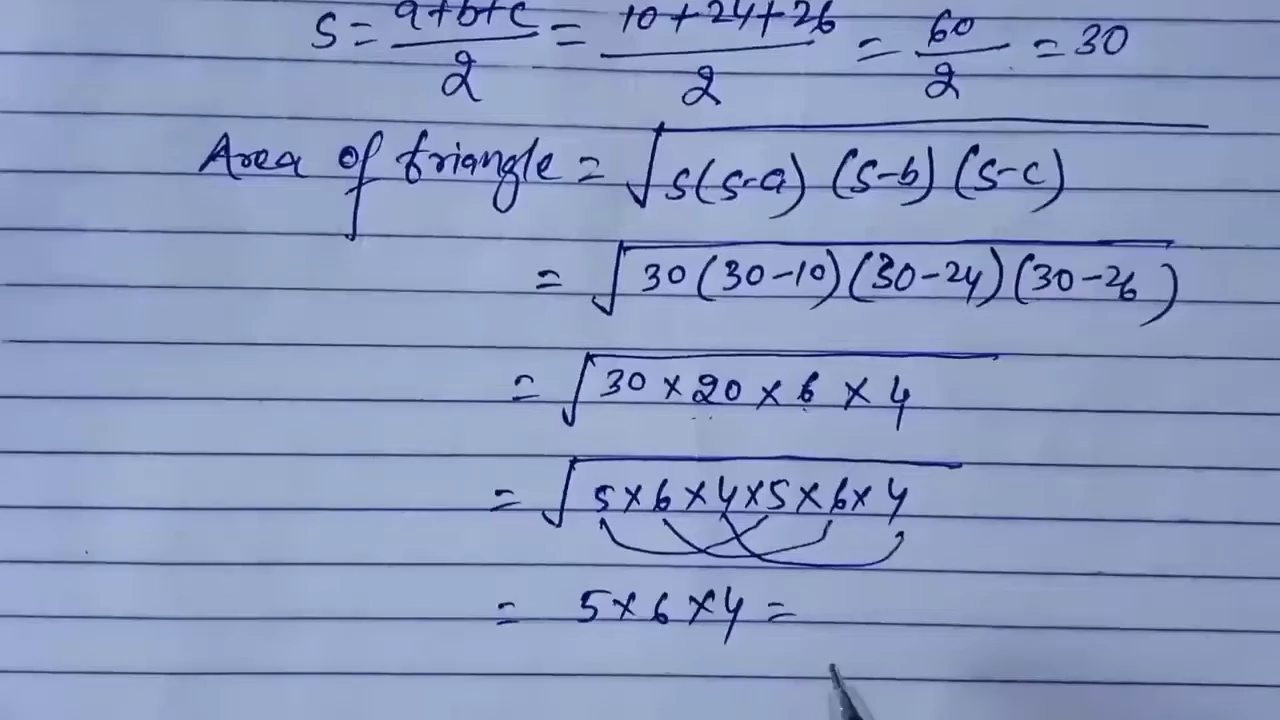 S = a+b+c/2 = 10+24+26/2 = 60/2 = 30
Area of triangle = √s(s-a) (s-b) (s-c)
= √30(30-10)(30-24)(30-26)
= √30 × 20 × 6 × 4
= √5×6×4×5×6×4
= 5×6×4 =